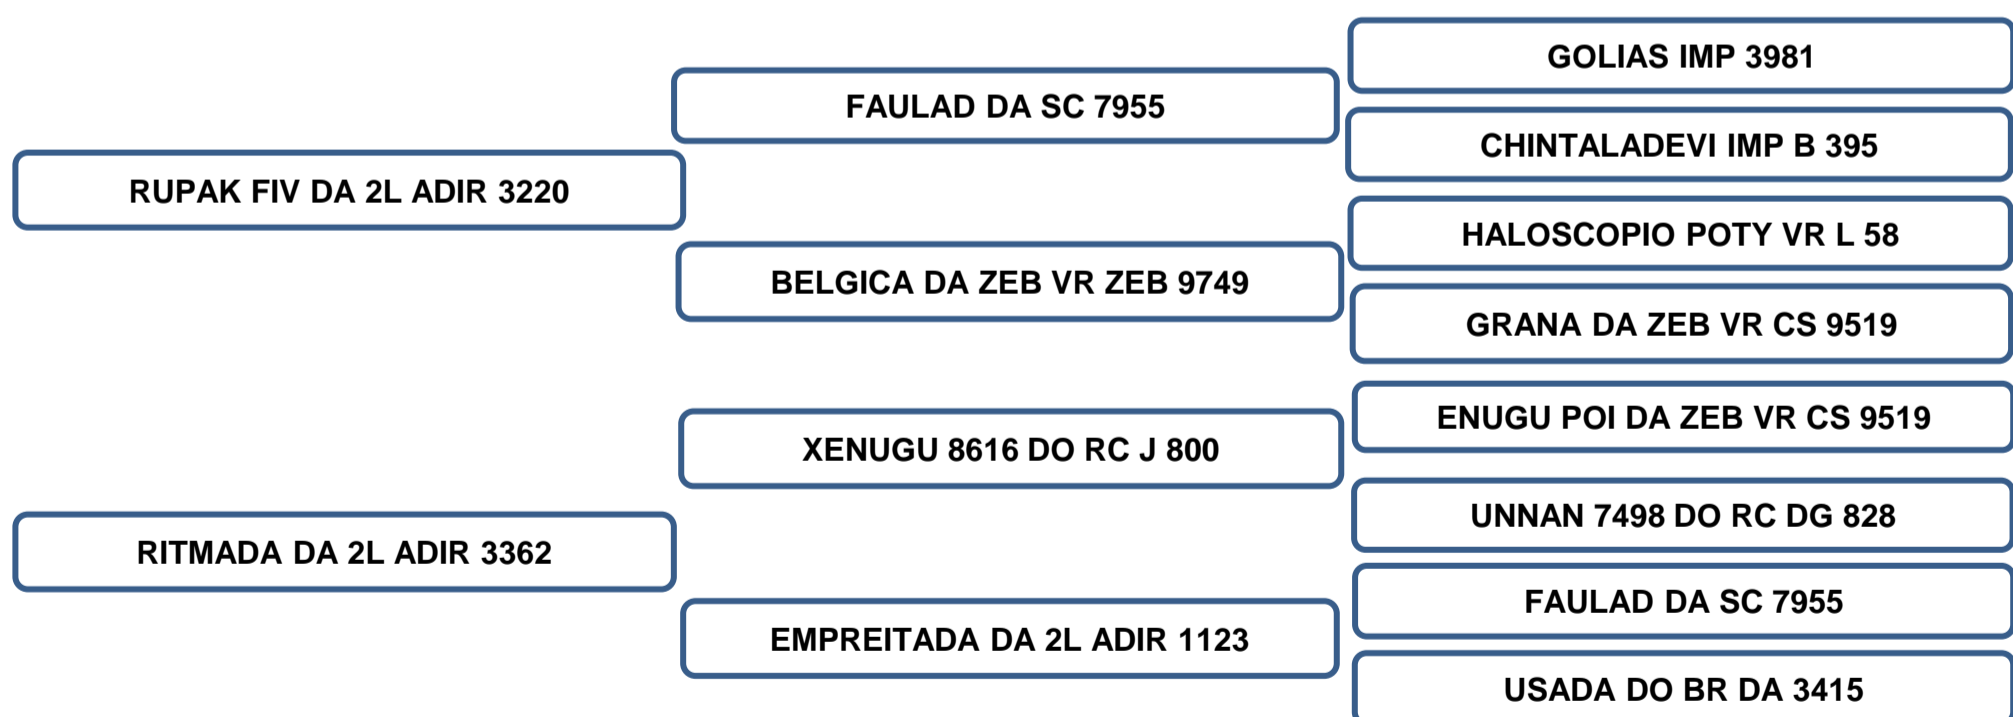 GOLIAS IMP 3981
FAULAD DA SC 7955
CHINTALADEVI IMP B 395
RUPAK FIV DA 2L ADIR 3220
HALOSCOPIO POTY VR L 58
BELGICA DA ZEB VR ZEB 9749
GRANA DA ZEB VR CS 9519
ENUGU POI DA ZEB VR CS 9519
XENUGU 8616 DO RC J 800
UNNAN 7498 DO RC DG 828
RITMADA DA 2L ADIR 3362
FAULAD DA SC 7955
EMPREITADA DA 2L ADIR 1123
USADA DO BR DA 3415